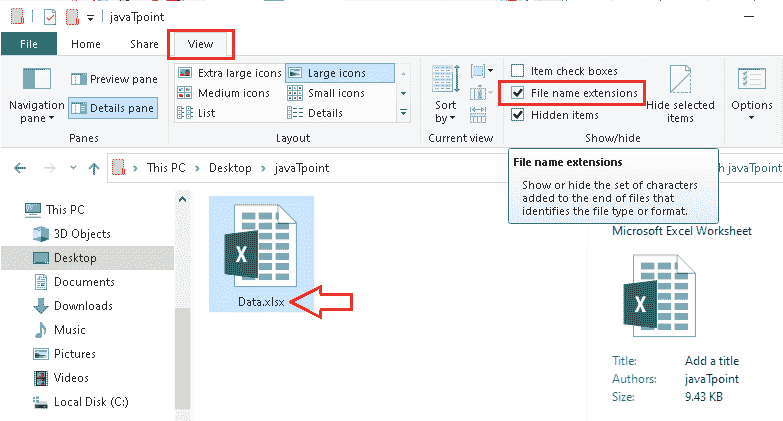 javaTpoint
File Home Share View
Navigation pane
Preview pane
Details pane
Panes
Extra large icons
Large icons
Medium icons
Small icons
List
Details
Layout
Sort by
Current view
Item check boxes
File name extensions
Hidden items
Hide selected items
Show/hide
Options
This PC Desktop javaTpoint
javaTpoint
File name extensions
Show or hide the set of characters
added to the end of files that
identifies the file type or format.
This PC
3D Objects
Desktop
Documents
Downloads
Music
Pictures
Videos
Local Disk (C:)
X
Data.xlsx
Microsoft Excel Worksheet
X
Title: Add a title
Authors: javaTpoint
Size: 9.43 KB